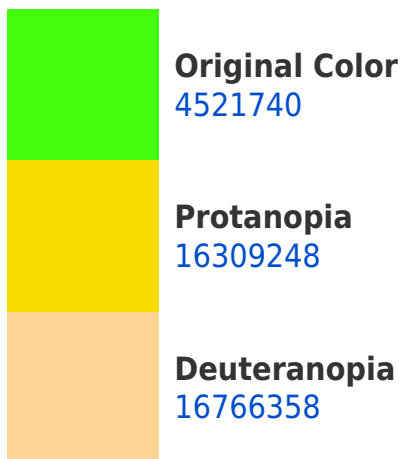 Original Color
4521740
Protanopia
16309248
Deuteranopia
16766358